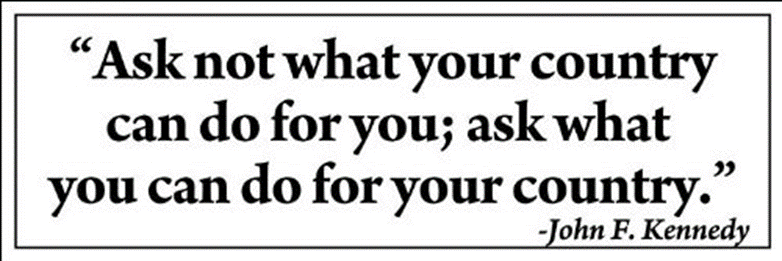 “Ask not what your country
can do for you; ask what
you can do for your country.”
-John F. Kennedy